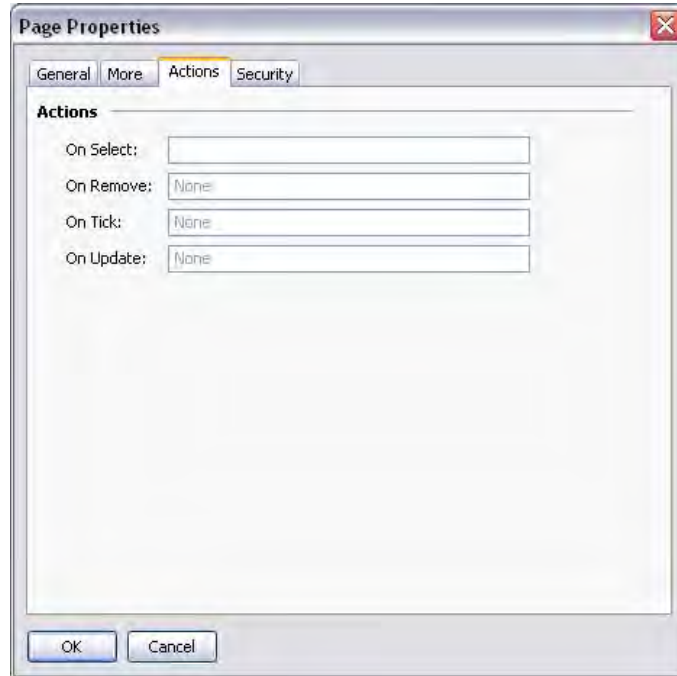 Page Properties
General More Actions Security
Actions
On Select:
On Remove: None
On Tick: None
On Update: None
OK Cancel